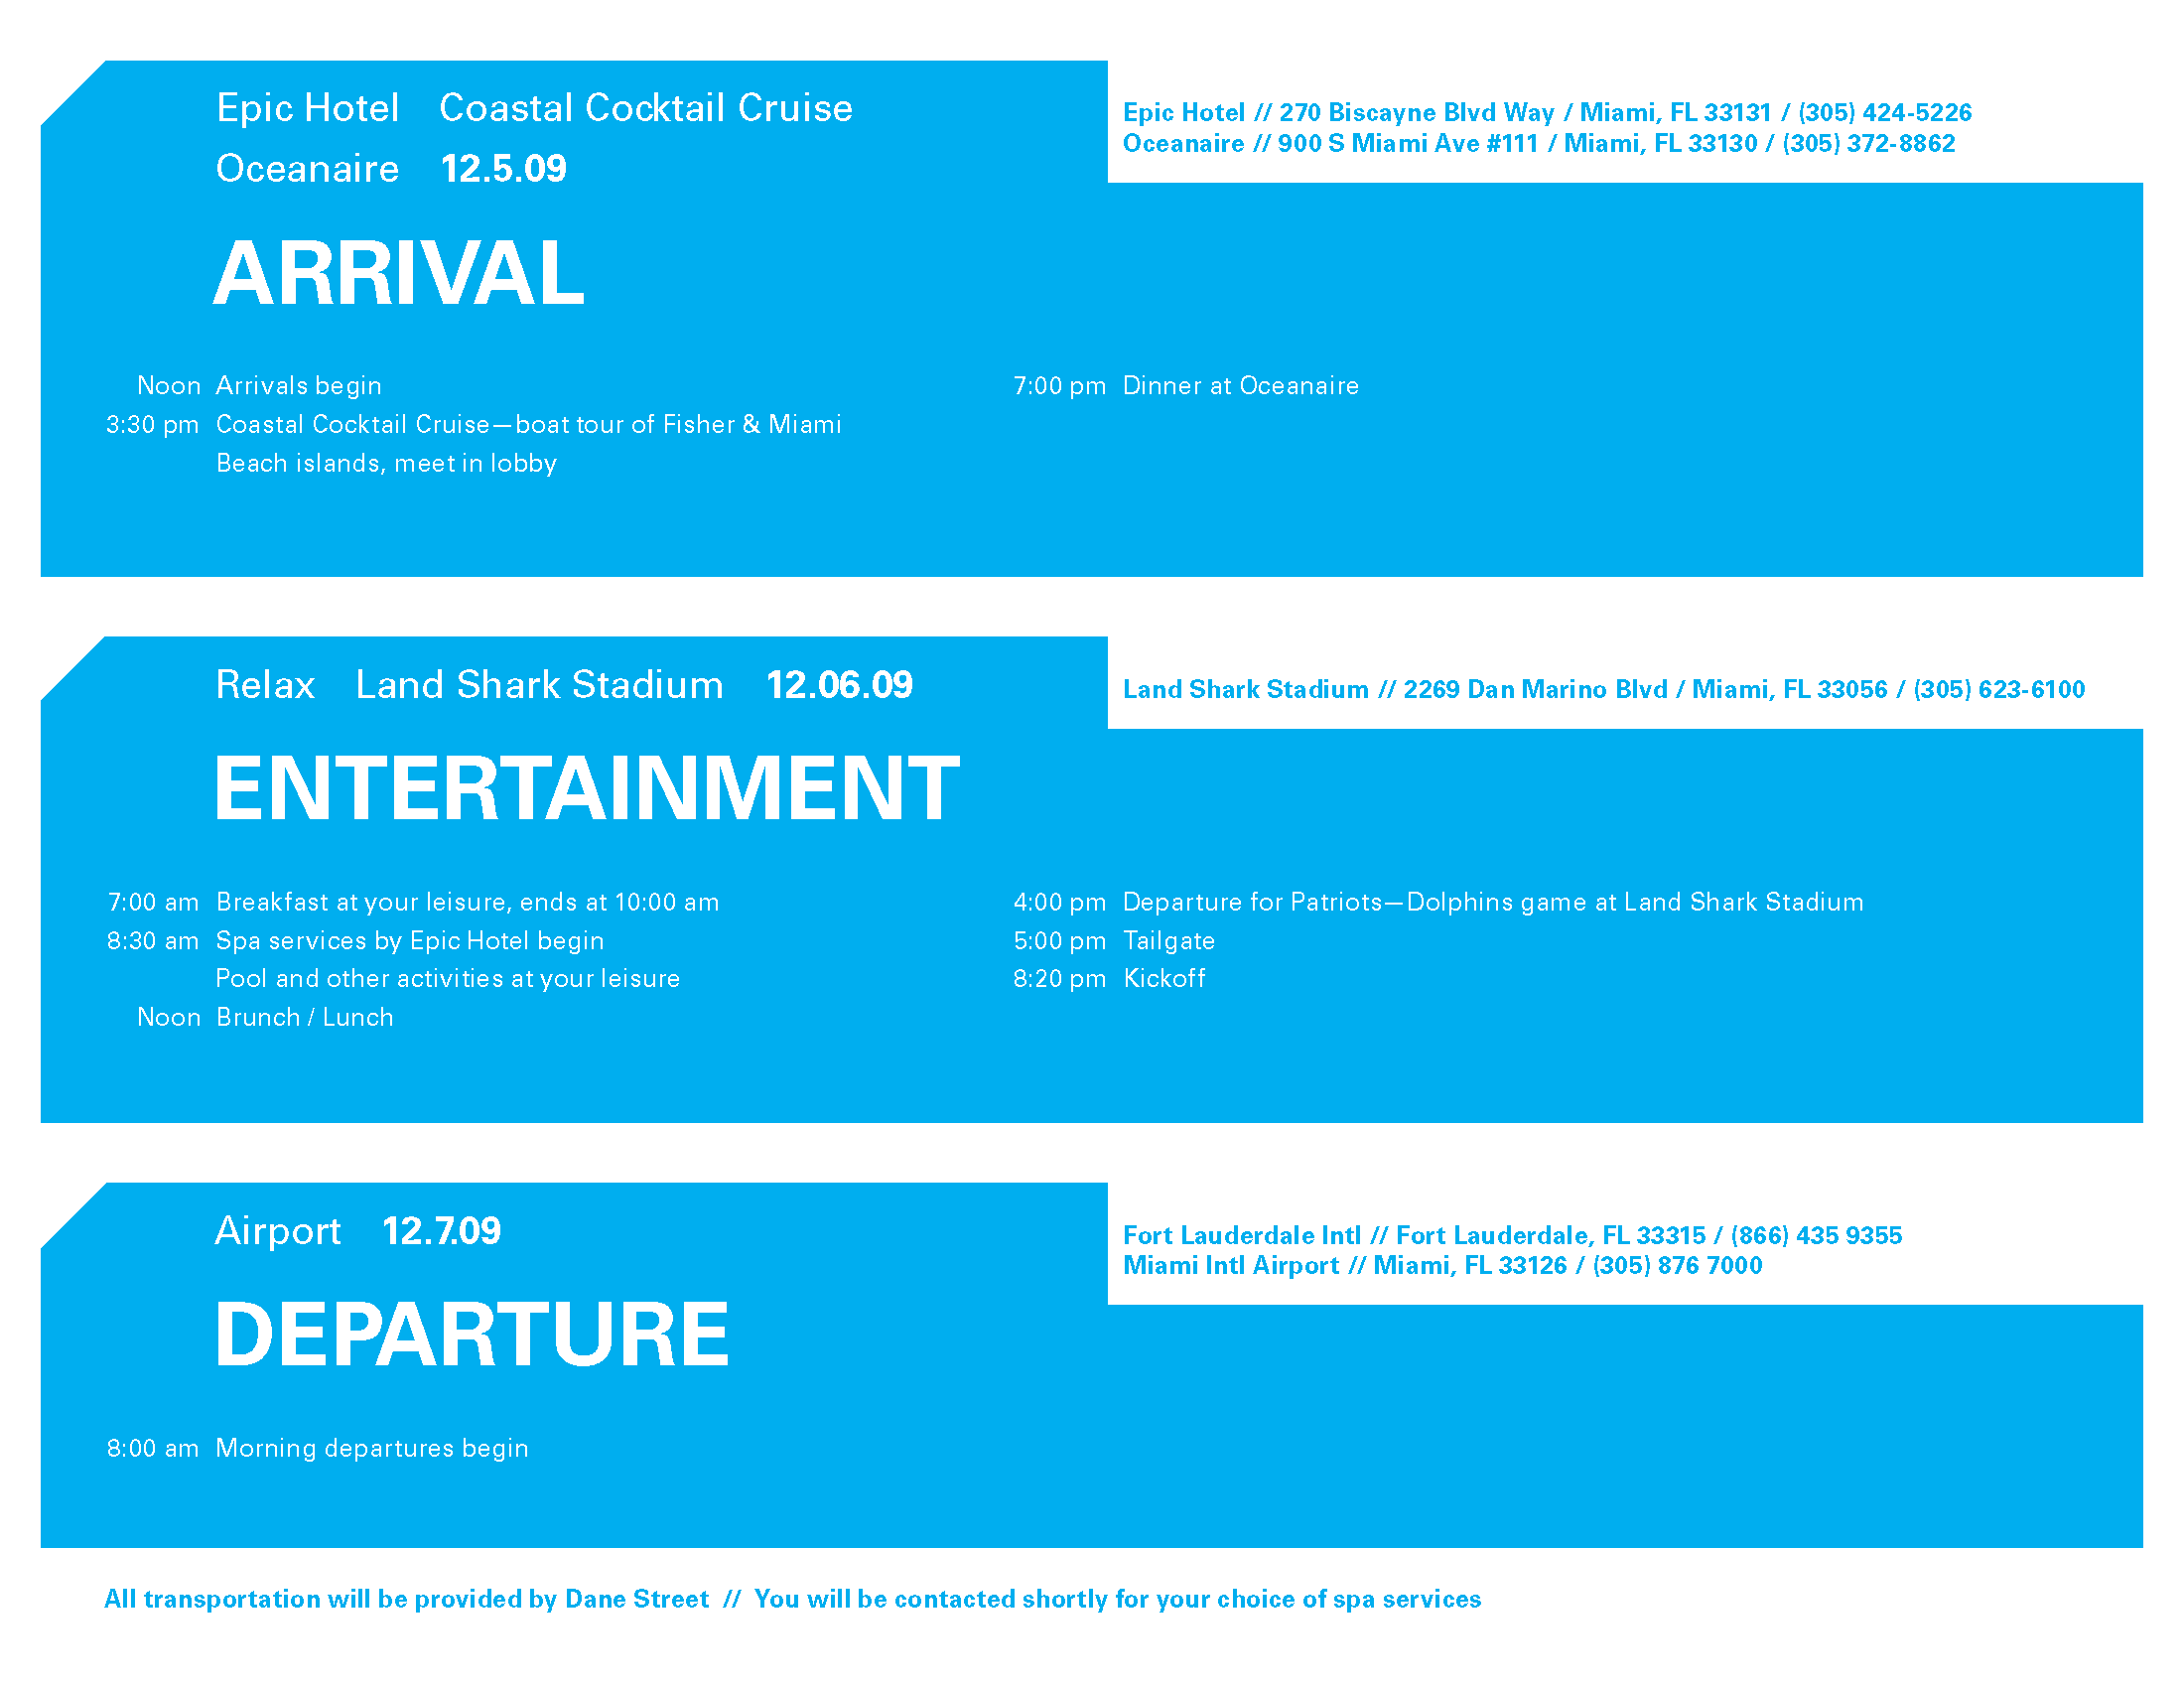 Epic Hotel Coastal Cocktail Cruise
Oceanaire 12.5.09
Epic Hotel // 270 Biscayne Blvd Way / Miami, FL 33131 / (305) 424-5226
Oceanaire // 900 S Miami Ave #111 / Miami, FL 33130 / (305) 372-8862
ARRIVAL
Noon Arrivals begin
3:30 pm Coastal Cocktail Cruise—boat tour of Fisher & Miami
Beach islands, meet in lobby
7:00 pm Dinner at Oceanaire
Relax Land Shark Stadium 12.06.09
Land Shark Stadium // 2269 Dan Marino Blvd / Miami, FL 33056 / (305) 623-6100
ENTERTAINMENT
7:00 am Breakfast at your leisure, ends at 10:00 am
8:30 am Spa services by Epic Hotel begin
Pool and other activities at your leisure
Noon Brunch / Lunch
4:00 pm Departure for Patriots—Dolphins game at Land Shark Stadium
5:00 pm Tailgate
8:20 pm Kickoff
Airport 12.7.09
Fort Lauderdale Intl // Fort Lauderdale, FL 33315 / (866) 435 9355
Miami Intl Airport // Miami, FL 33126 / (305) 876 7000
DEPARTURE
8:00 am Morning departures begin
All transportation will be provided by Dane Street // You will be contacted shortly for your choice of spa services